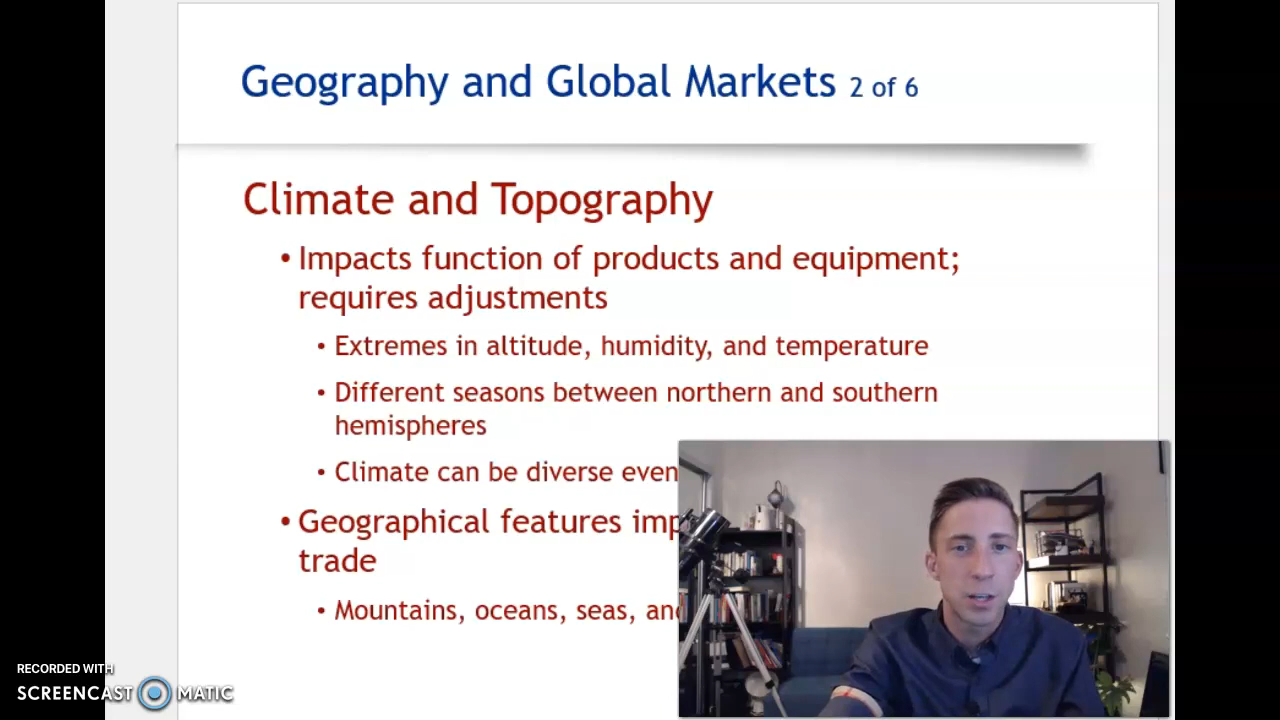 Geography and Global Markets 2 of 6
Climate and Topography
• Impacts function of products and equipment;
requires adjustments
• Extremes in altitude, humidity, and temperature
• Different seasons between northern and southern
hemispheres
• Climate can be diverse even
• Geographical features
trade
• Mountains, oceans, seas,
RECORDED WITH
SCREENCAST MATIC